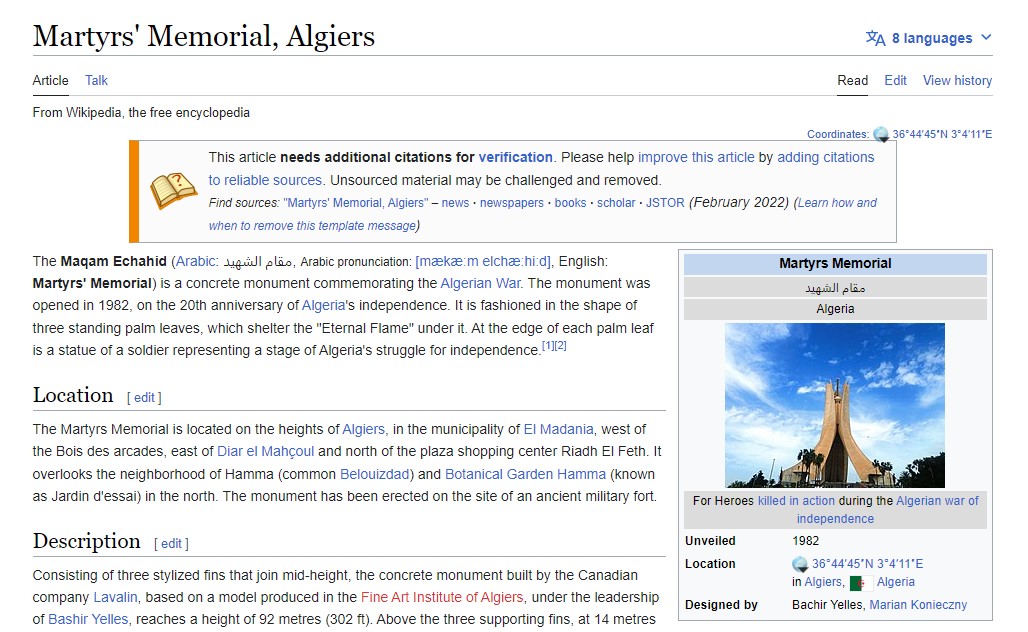 Martyrs' Memorial, Algiers
8 languages
Article Talk Read Edit View history
From Wikipedia, the free encyclopedia
Coordinates: 36°44′45″N 3°4′11″E
This article needs additional citations for verification. Please help improve this article by adding citations
to reliable sources. Unsourced material may be challenged and removed.
Find sources: "Martyrs' Memorial, Algiers" – news · newspapers · books · scholar · JSTOR (February 2022) (Learn how and
when to remove this template message)
The Maqam Echahid (Arabic: مقام الشهيد, Arabic pronunciation: [mækæːm elchæːhiːd], English:
Martyrs' Memorial) is a concrete monument commemorating the Algerian War. The monument was
opened in 1982, on the 20th anniversary of Algeria's independence. It is fashioned in the shape of
three standing palm leaves, which shelter the "Eternal Flame" under it. At the edge of each palm leaf
is a statue of a soldier representing a stage of Algeria's struggle for independence.[1][2]
Location [ edit ]
The Martyrs Memorial is located on the heights of Algiers, in the municipality of El Madania, west of
the Bois des arcades, east of Diar el Mahçoul and north of the plaza shopping center Riadh El Feth. It
overlooks the neighborhood of Hamma (common Belouizdad) and Botanical Garden Hamma (known
as Jardin d'essai) in the north. The monument has been erected on the site of an ancient military fort.
Description [ edit ]
Consisting of three stylized fins that join mid-height, the concrete monument built by the Canadian
company Lavalin, based on a model produced in the Fine Art Institute of Algiers, under the leadership
of Bashir Yelles, reaches a height of 92 metres (302 ft). Above the three supporting fins, at 14 metres
Martyrs Memorial
مقام الشهيد
Algeria
For Heroes killed in action during the Algerian war of
independence
Unveiled 1982
Location 36°44′45″N 3°4′11″E
in Algiers, Algeria
Designed by Bachir Yelles, Marian Konieczny